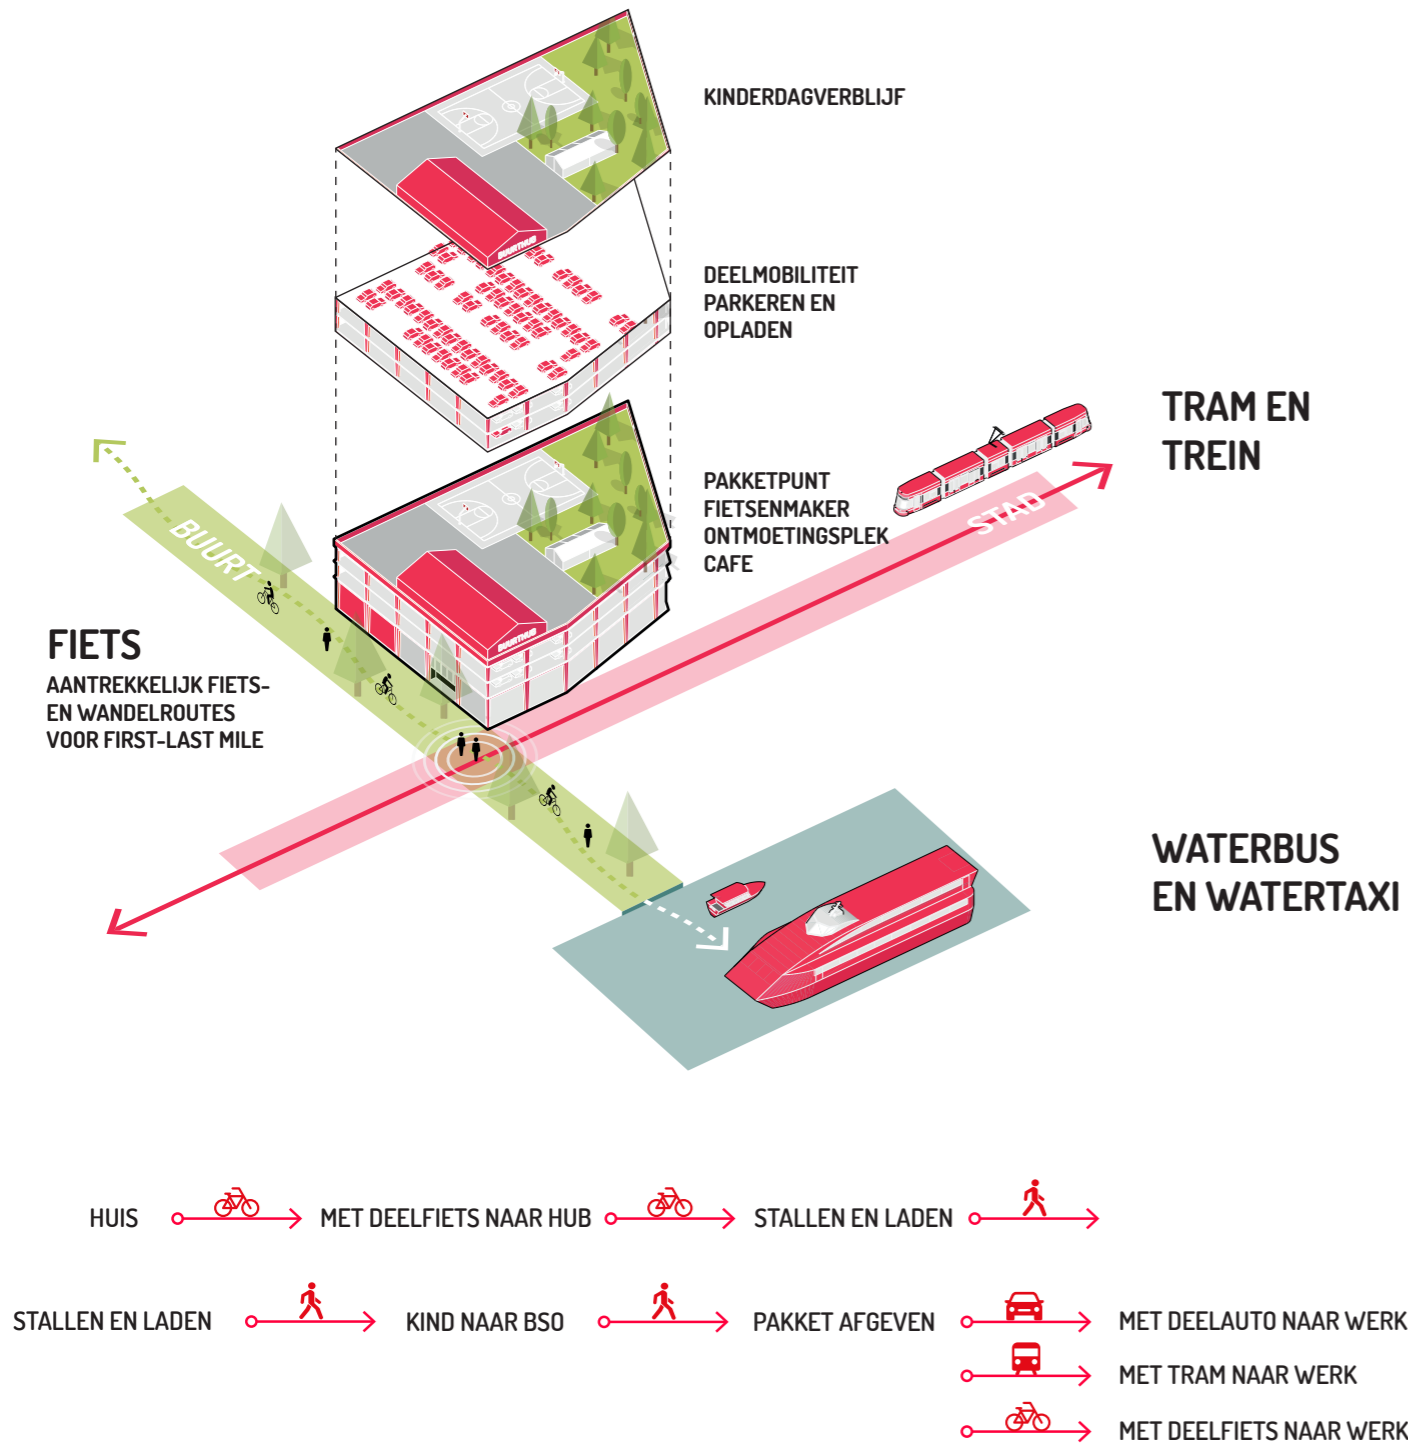 KINDERDAGVERBLIJF
BUURTHUB
DEELMOBILITEIT
PARKEREN EN
OPLADEN
TRAM EN
TREIN
PAKKETPUNT
FIETSENMAKER
ONTMOETINGSPLEK
CAFE
STAD
BUURT
BUURTHUB
FIETS
AANTREKKELIJK FIETS-
EN WANDELROUTES
VOOR FIRST-LAST MILE
WATERBUS
EN WATERTAXI
HUIS
MET DEELFIETS NAAR HUB
STALLEN EN LADEN
STALLEN EN LADEN
KIND NAAR BSO
PAKKET AFGEVEN
MET DEELAUTO NAAR WERK
MET TRAM NAAR WERK
MET DEELFIETS NAAR WERK